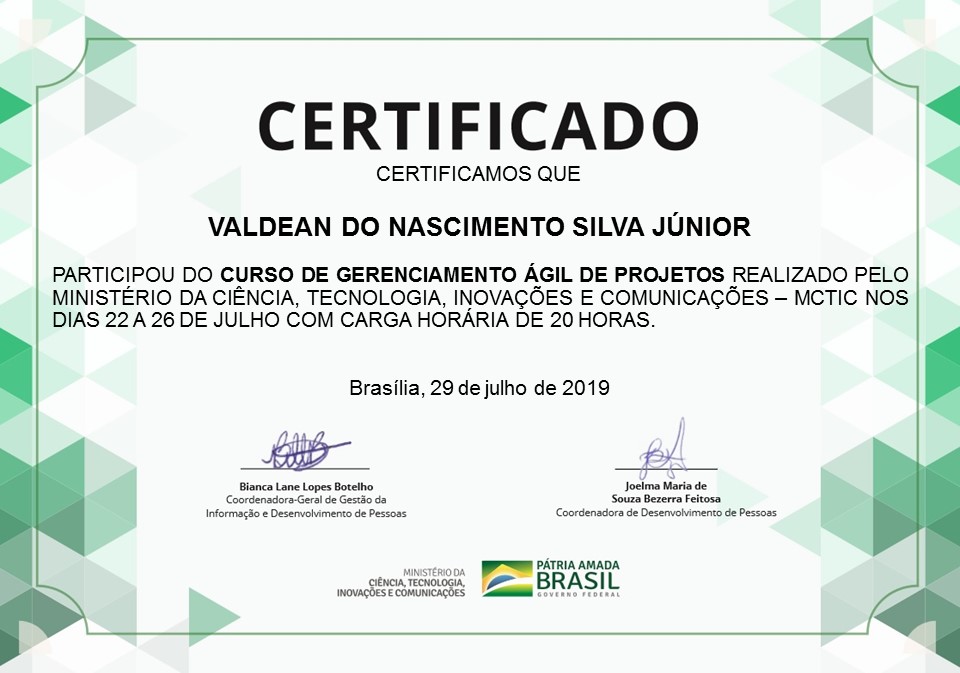 CERTIFICADO
CERTIFICAMOS QUE
VALDEAN DO NASCIMENTO SILVA JÚNIOR
PARTICIPOU DO CURSO DE GERENCIAMENTO ÁGIL DE PROJETOS REALIZADO PELO
MINISTÉRIO DA CIÊNCIA, TECNOLOGIA, INOVAÇÕES E COMUNICAÇÕES – MCTIC NOS
DIAS 22 A 26 DE JULHO COM CARGA HORÁRIA DE 20 HORAS.
Brasília, 29 de julho de 2019
Bianca Lane Lopes Botelho
Coordenadora-Geral de Gestão da
Informação e Desenvolvimento de Pessoas
Joelma Maria de
Souza Bezerra Feitosa
Coordenadora de Desenvolvimento de Pessoas
MINISTÉRIO DA
CIÊNCIA, TECNOLOGIA,
INOVAÇÕES E COMUNICAÇÕES
PÁTRIA AMADA
BRASIL
GOVERNO FEDERAL